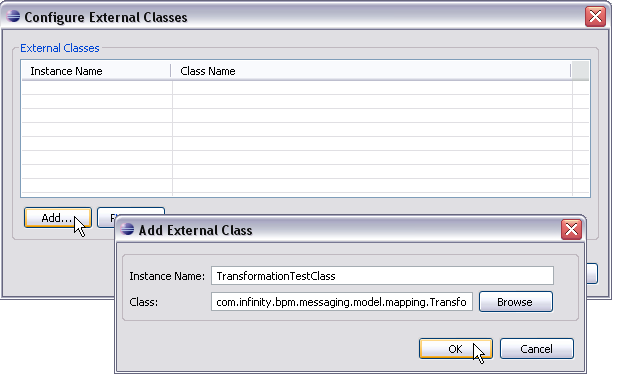 Configure External Classes
External Classes
Instance Name Class Name
Add...
Add External Class
Instance Name: TransformationTestClass
Class: com.infinity.bpm.messaging.model.mapping.Transfo Browse
OK Cancel